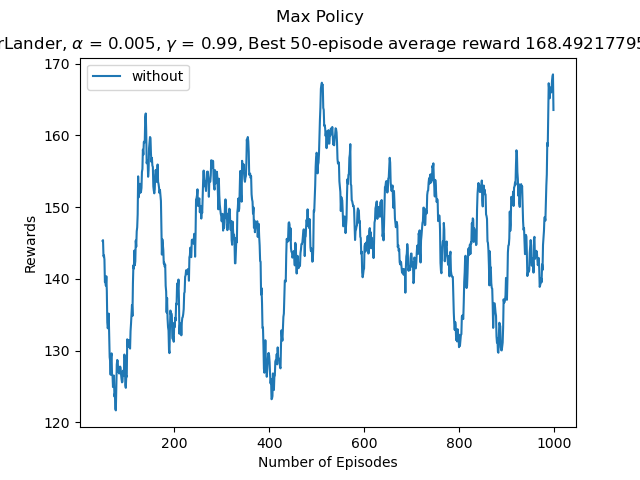 Max Policy
rLander, α = 0.005, γ = 0.99, Best 50-episode average reward 168.49217795
without
170
160
150
140
130
120
Rewards
200 400 600 800 1000
Number of Episodes